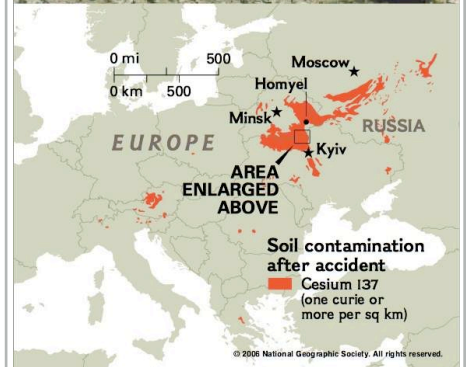 0 mi 500
0 km 500
Moscow
Homyel
Minsk
RUSSIA
EUROPE
Kyiv
AREA
ENLARGED
ABOVE
Soil contamination
after accident
Cesium 137
(one curie or
more per sq km)
© 2006 National Geographic Society. All rights reserved.